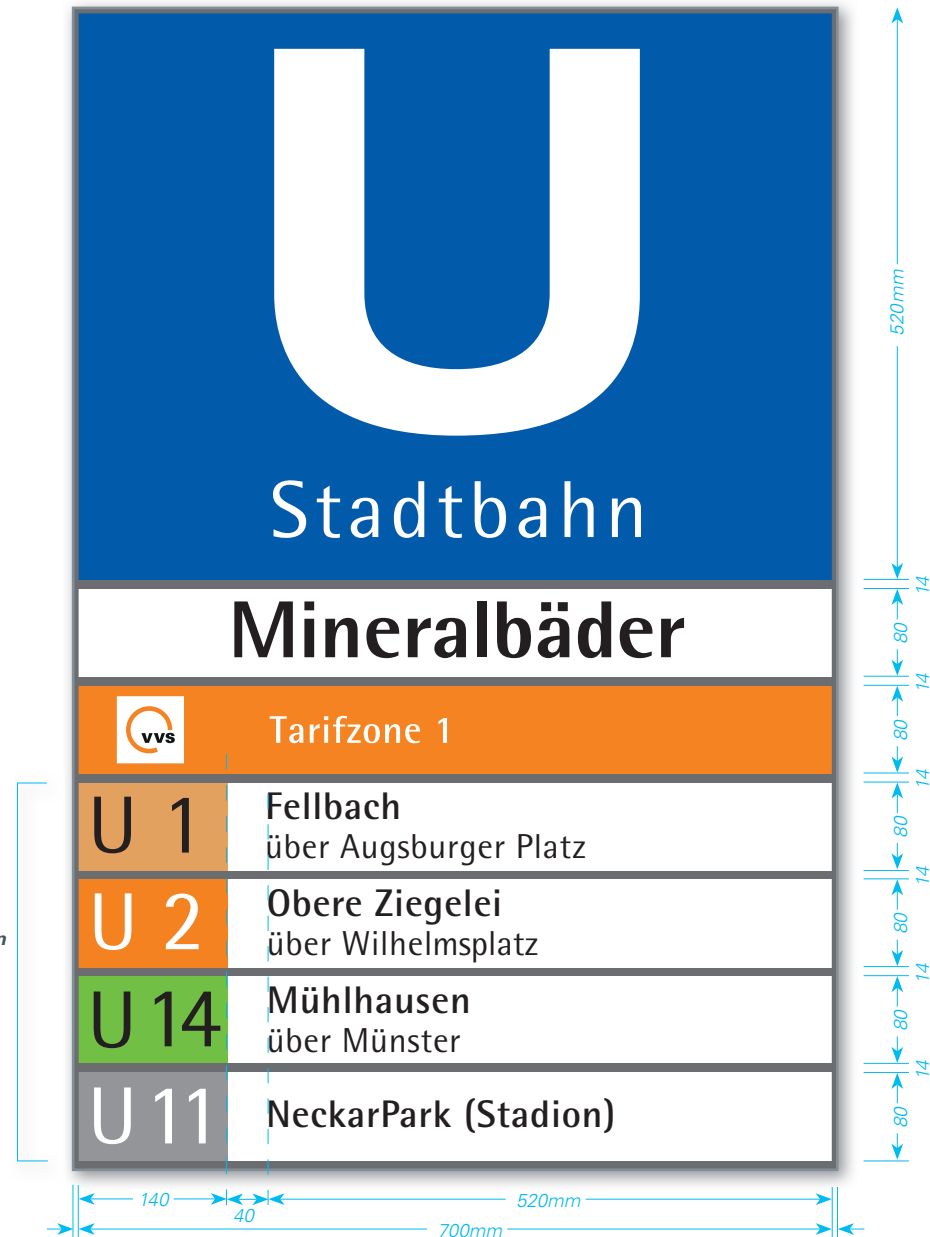 U
Stadtbahn
Mineralbäder
vvs
Tarifzone 1
U 1
Fellbach
über Augsburger Platz
U 2
Obere Ziegelei
über Wilhelmsplatz
U 14
Mühlhausen
über Münster
U 11
NeckarPark (Stadion)
520mm
14
80
14
80
14
80
14
80
14
80
14
80
140
40
520mm
700mm